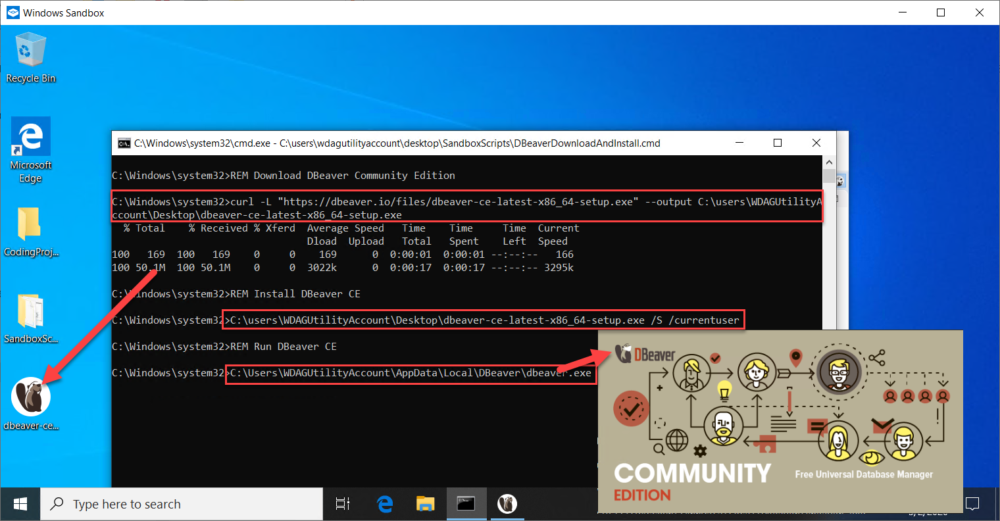 Windows Sandbox
Recycle Bin
Microsoft
Edge
CodingProj...
SandboxSc...
dbeaver-ce...
C:\Windows\system32\cmd.exe - C:\users\wdagutilityaccount\desktop\SandboxScripts\DBeaverDownloadAndInstall.cmd
C:\Windows\system32>REM Download DBeaver Community Edition
C:\Windows\system32>curl -L "https://dbeaver.io/files/dbeaver-ce-latest-x86_64-setup.exe" --output C:\users\WDAGUtilityA
ccount\Desktop\dbeaver-ce-latest-x86_64-setup.exe
% Total % Received % Xferd Average Speed Time Time Time Current
Dload Upload Total Spent Left Speed
100 169 100 169 0 0 169 0 0:00:01 0:00:01 --:--:-- 166
100 50.1M 100 50.1M 0 0 3022k 0 0:00:17 0:00:17 --:--:-- 3295k
C:\Windows\system32>REM Install DBeaver CE
C:\Windows\system32>C:\users\WDAGUtilityAccount\Desktop\dbeaver-ce-latest-x86_64-setup.exe /S /currentuser
C:\Windows\system32>REM Run DBeaver CE
C:\Windows\system32>C:\Users\WDAGUtilityAccount\AppData\Local\DBeaver\dbeaver.exe
DBeaver
COMMUNITY
EDITION
Free Universal Database Manager
Type here to search